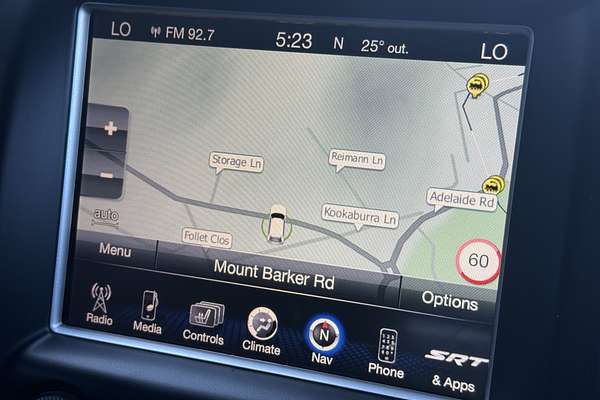 LO
FM 92.7
5:23
N
25° out.
LO
+
Storage Ln
Reimann Ln
-
Adelaide Rd
Kookaburra Ln
auto
Foliet Clos
60
Menu
Mount Barker Rd
Options
Radio
Media
Controls
Climate
N
Nav
Phone
SRT
& Apps